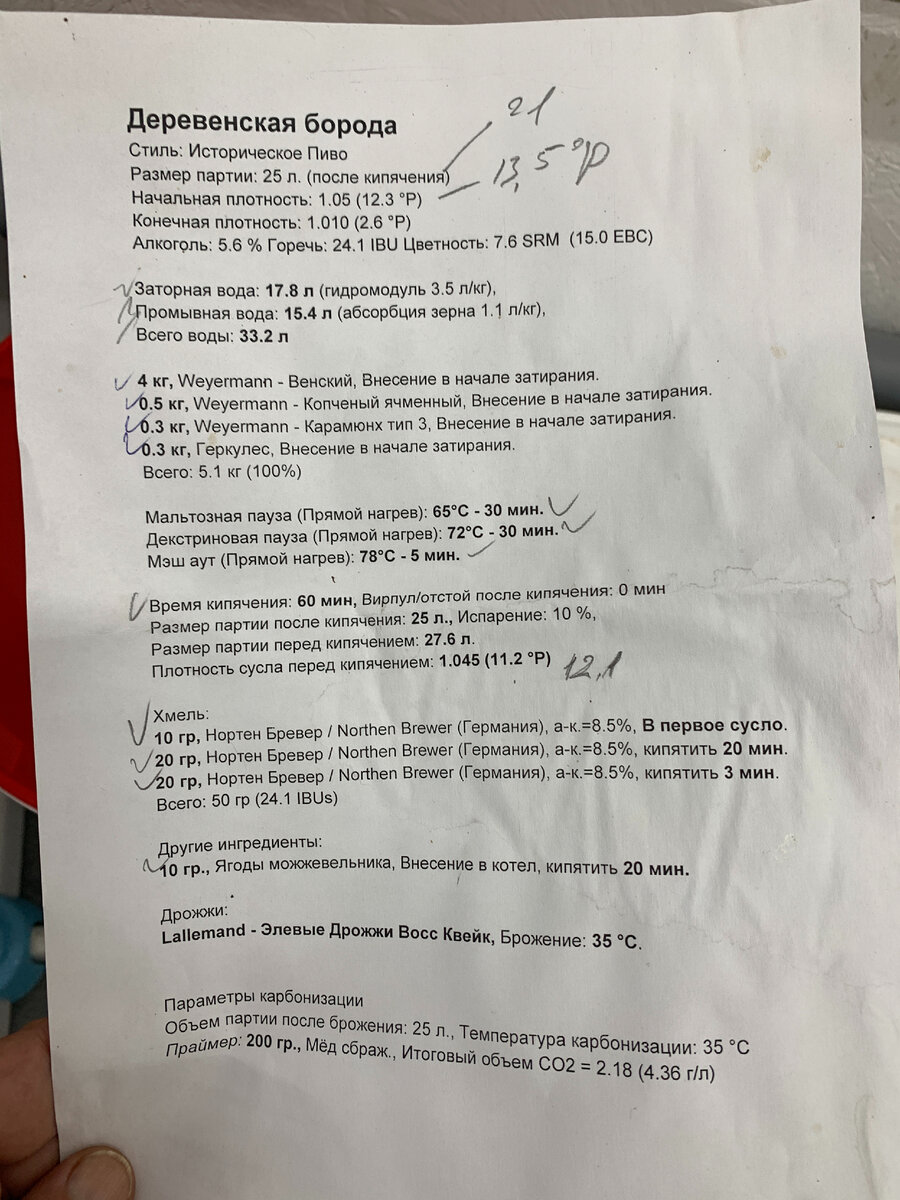 Деревенская борода
21
Стиль: Историческое Пиво
Размер партии: 25 л. (после кипячения)
13,5 °P
Начальная плотность: 1.05 (12.3 °P)
Конечная плотность: 1.010 (2.6 °P)
Алкоголь: 5.6 % Горечь: 24.1 IBU Цветность: 7.6 SRM (15.0 EBC)
Заторная вода: 17.8 л (гидромодуль 3.5 л/кг),
Промывная вода: 15.4 л (абсорбция зерна 1.1 л/кг),
Всего воды: 33.2 л
4 кг, Weyermann - Венский, Внесение в начале затирания.
0.5 кг, Weyermann - Копченый ячменный, Внесение в начале затирания.
0.3 кг, Weyermann - Карамюнх тип 3, Внесение в начале затирания.
0.3 кг, Геркулес, Внесение в начале затирания.
Всего: 5.1 кг (100%)
Мальтозная пауза (Прямой нагрев): 65°C - 30 мин.
Декстриновая пауза (Прямой нагрев): 72°C - 30 мин.
Мэш аут (Прямой нагрев): 78°C - 5 мин.
Время кипячения: 60 мин, Вирпул/отстой после кипячения: 0 мин
Размер партии после кипячения: 25 л., Испарение: 10 %,
Размер партии перед кипячением: 27.6 л.
Плотность сусла перед кипячением: 1.045 (11.2 °P) 12,1
Хмель:
10 гр, Нортен Бревер / Northen Brewer (Германия), а-к.=8.5%, В первое сусло.
20 гр, Нортен Бревер / Northen Brewer (Германия), а-к.=8.5%, кипятить 20 мин.
20 гр, Нортен Бревер / Northen Brewer (Германия), а-к.=8.5%, кипятить 3 мин.
Всего: 50 гр (24.1 IBUs)
Другие ингредиенты:
10 гр., Ягоды можжевельника, Внесение в котел, кипятить 20 мин.
Дрожжи:
Lallemand - Элевые Дрожжи Восс Квейк, Брожение: 35 °C.
Параметры карбонизации
Объем партии после брожения: 25 л., Температура карбонизации: 35 °C
Праймер: 200 гр., Мёд сбраж., Итоговый объем CO2 = 2.18 (4.36 г/л)